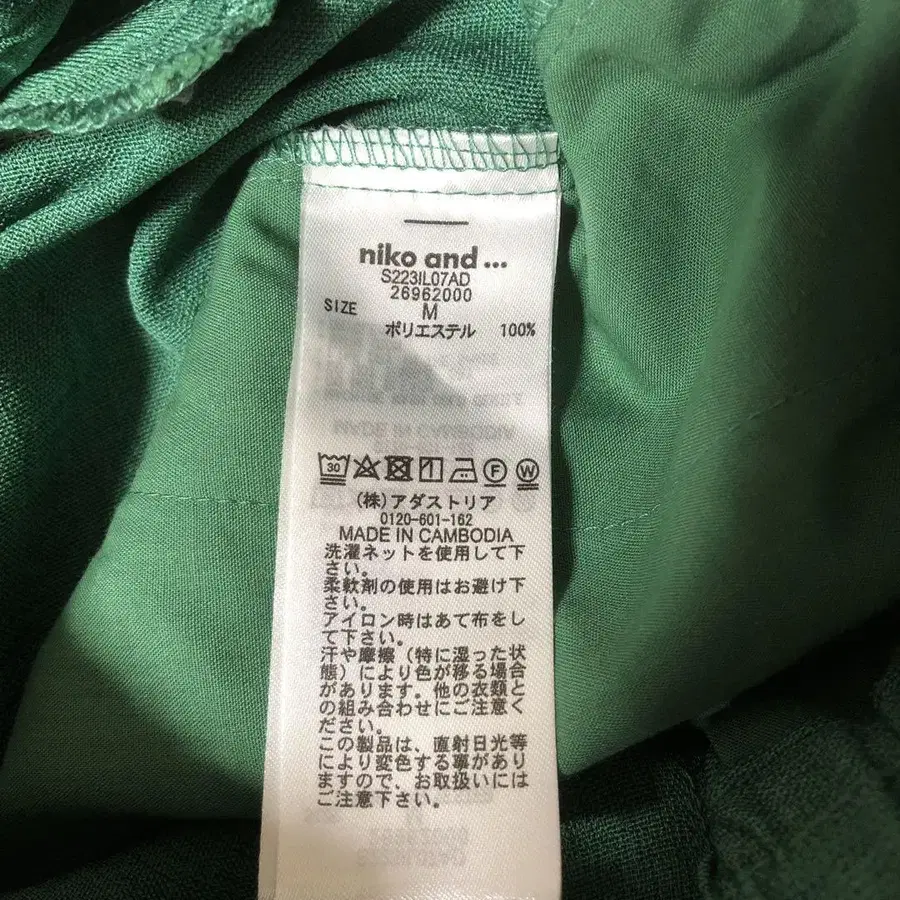 niko and ...
S223IL07AD
26962000
SIZE M
ポリエステル 100%
30
F W
(株)アダストリア
0120-601-162
MADE IN CAMBODIA
洗濯ネットを使用して下
さい。
柔軟剤の使用はお避け下
さい。
アイロン時はあて布をし
て下さい。
汗や摩擦(特に湿った状
態)により色が移る場合
があります。他の衣類と
の組み合わせにご注意く
ださい。
この製品は、直射日光等
により変色する事があり
ますので、お取扱いには
ご注意下さい。